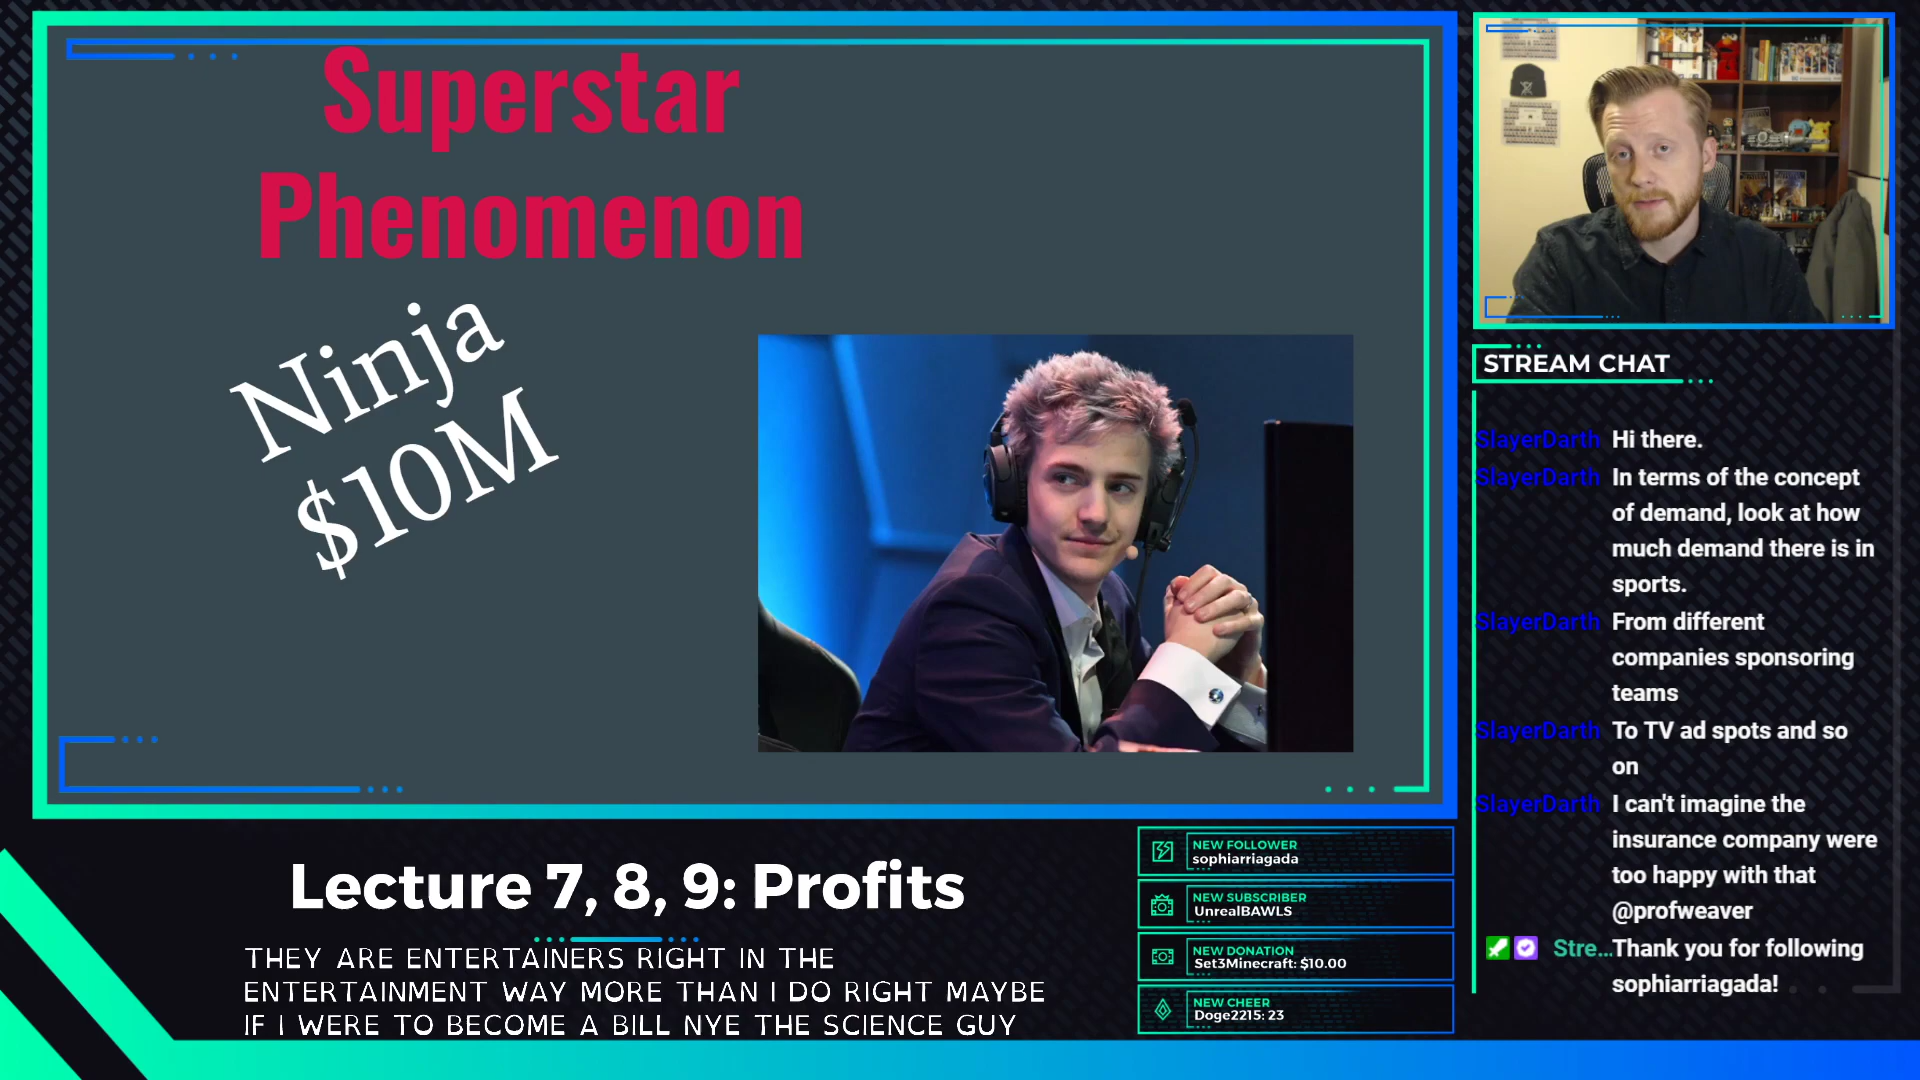 Superstar
Phenomenon
Ninja
$10M
STREAM CHAT
SlayerDarth Hi there.
SlayerDarth In terms of the concept
of demand, look at how
much demand there is in
sports.
SlayerDarth From different
companies sponsoring
teams
SlayerDarth To TV ad spots and so
on
SlayerDarth I can't imagine the
insurance company were
too happy with that
@profweaver
Stre... Thank you for following
sophiarriagada!
Lecture 7, 8, 9: Profits
THEY ARE ENTERTAINERS RIGHT IN THE
ENTERTAINMENT WAY MORE THAN I DO RIGHT MAYBE
IF I WERE TO BECOME A BILL NYE THE SCIENCE GUY
NEW FOLLOWER
sophiarriagada
NEW SUBSCRIBER
UnrealBAWLS
NEW DONATION
Set3Minecraft: $10.00
NEW CHEER
Doge2215: 23